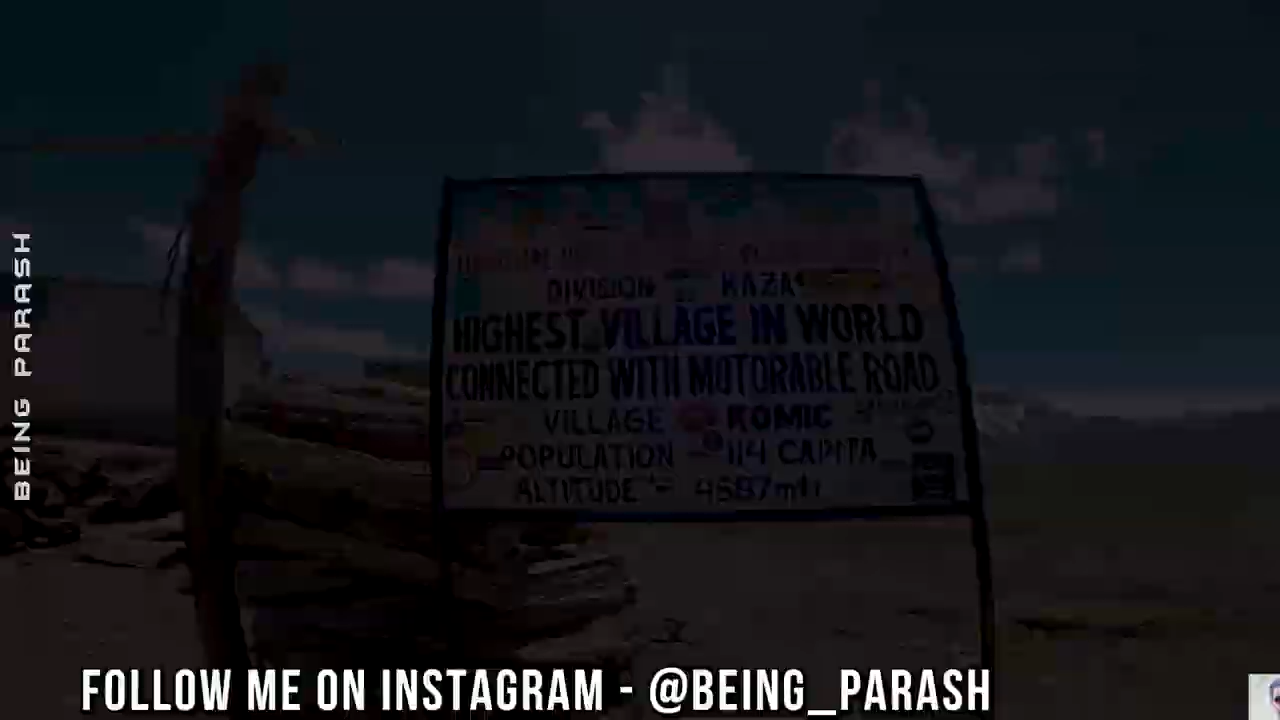 DIVISION KAZA
HIGHEST VILLAGE IN WORLD
CONNECTED WITH MOTORABLE ROAD
VILLAGE KOMIC
POPULATION - 114 CAPITA
ALTITUDE - 4587mtr
BEING PARASH
FOLLOW ME ON INSTAGRAM - @BEING_PARASH